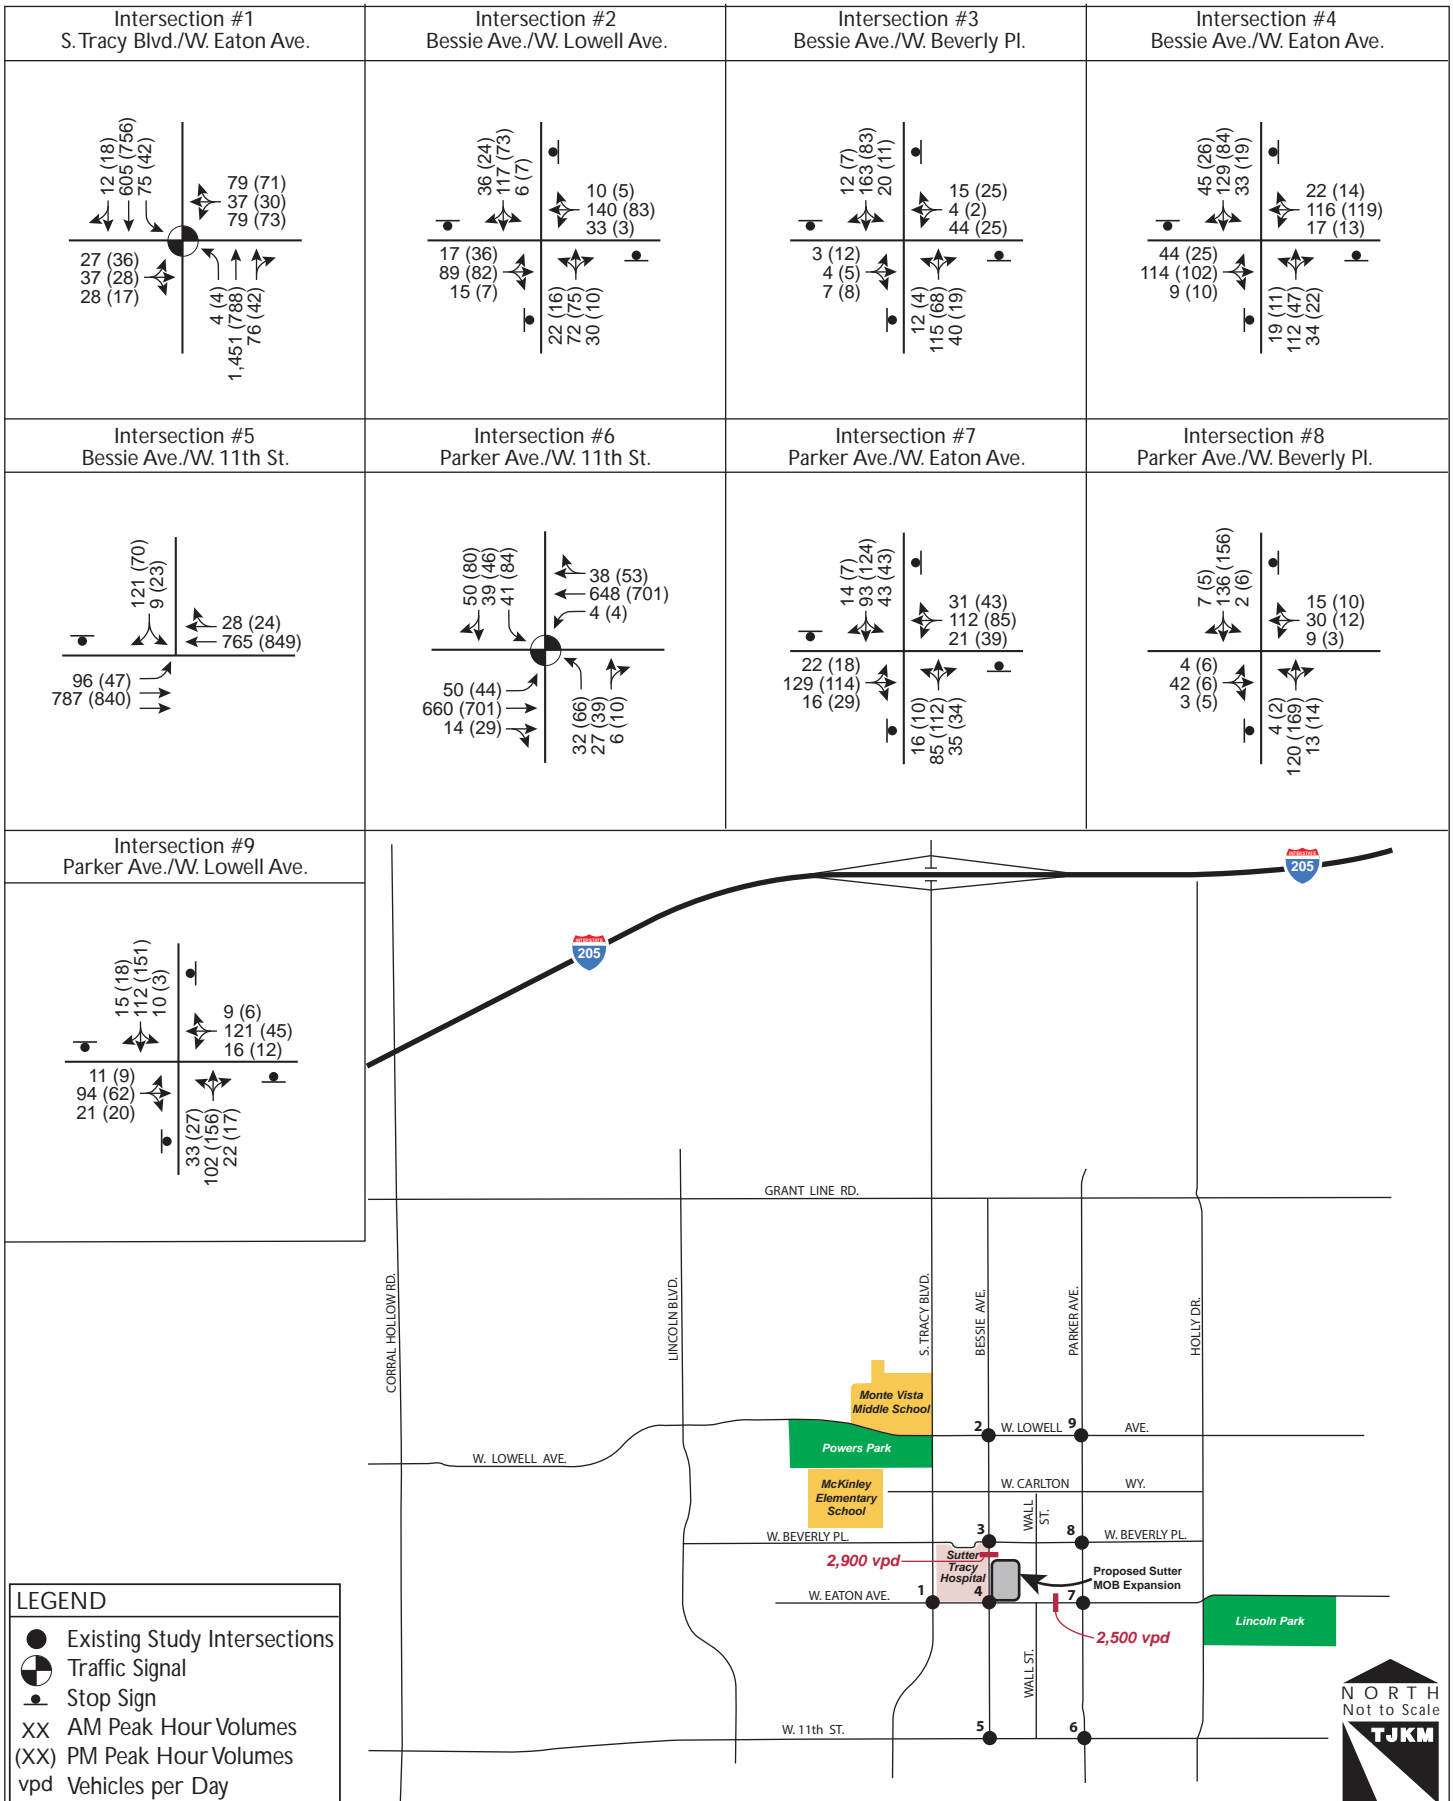 Intersection #1
S. Tracy Blvd./W. Eaton Ave.
12 (18)
605 (756)
75 (42)
79 (71)
37 (30)
79 (73)
27 (36)
37 (28)
28 (17)
4 (4)
1,451 (788)
76 (42)
Intersection #2
Bessie Ave./W. Lowell Ave.
36 (24)
117 (73)
6 (7)
10 (5)
140 (83)
33 (3)
17 (36)
89 (82)
15 (7)
22 (16)
72 (75)
30 (10)
Intersection #3
Bessie Ave./W. Beverly Pl.
12 (7)
163 (83)
20 (11)
15 (25)
4 (2)
44 (25)
3 (12)
4 (5)
7 (8)
12 (4)
115 (68)
40 (19)
Intersection #4
Bessie Ave./W. Eaton Ave.
45 (26)
129 (84)
33 (19)
22 (14)
116 (119)
17 (13)
44 (25)
114 (102)
9 (10)
19 (11)
112 (47)
34 (22)
Intersection #5
Bessie Ave./W. 11th St.
121 (70)
9 (23)
28 (24)
765 (849)
96 (47)
787 (840)
Intersection #6
Parker Ave./W. 11th St.
50 (80)
39 (46)
41 (84)
38 (53)
648 (701)
4 (4)
50 (44)
660 (701)
14 (29)
32 (66)
27 (39)
6 (10)
Intersection #7
Parker Ave./W. Eaton Ave.
14 (7)
93 (124)
43 (43)
31 (43)
112 (85)
21 (39)
22 (18)
129 (114)
16 (29)
16 (10)
85 (112)
35 (34)
Intersection #8
Parker Ave./W. Beverly Pl.
7 (5)
136 (156)
2 (6)
15 (10)
30 (12)
9 (3)
4 (6)
42 (6)
3 (5)
4 (2)
120 (169)
13 (14)
Intersection #9
Parker Ave./W. Lowell Ave.
15 (18)
112 (151)
10 (3)
9 (6)
121 (45)
16 (12)
11 (9)
94 (62)
21 (20)
33 (27)
102 (156)
22 (17)
INTERSTATE
205
INTERSTATE
205
GRANT LINE RD.
CORRAL HOLLOW RD.
LINCOLN BLVD.
S. TRACY BLVD.
BESSIE AVE.
PARKER AVE.
HOLLY DR.
Monte Vista
Middle School
2
W. LOWELL
9
AVE.
Powers Park
W. LOWELL AVE.
McKinley
Elementary
School
W. CARLTON
WY.
WALL
ST.
W. BEVERLY PL.
3
8
W. BEVERLY PL.
2,900 vpd
Sutter
Tracy
Hospital
Proposed Sutter
MOB Expansion
W. EATON AVE.
1
4
7
Lincoln Park
2,500 vpd
WALL ST.
W. 11th ST.
5
6
LEGEND
Existing Study Intersections
Traffic Signal
Stop Sign
XX AM Peak Hour Volumes
(XX) PM Peak Hour Volumes
vpd Vehicles per Day
NORTH
Not to Scale
TJKM